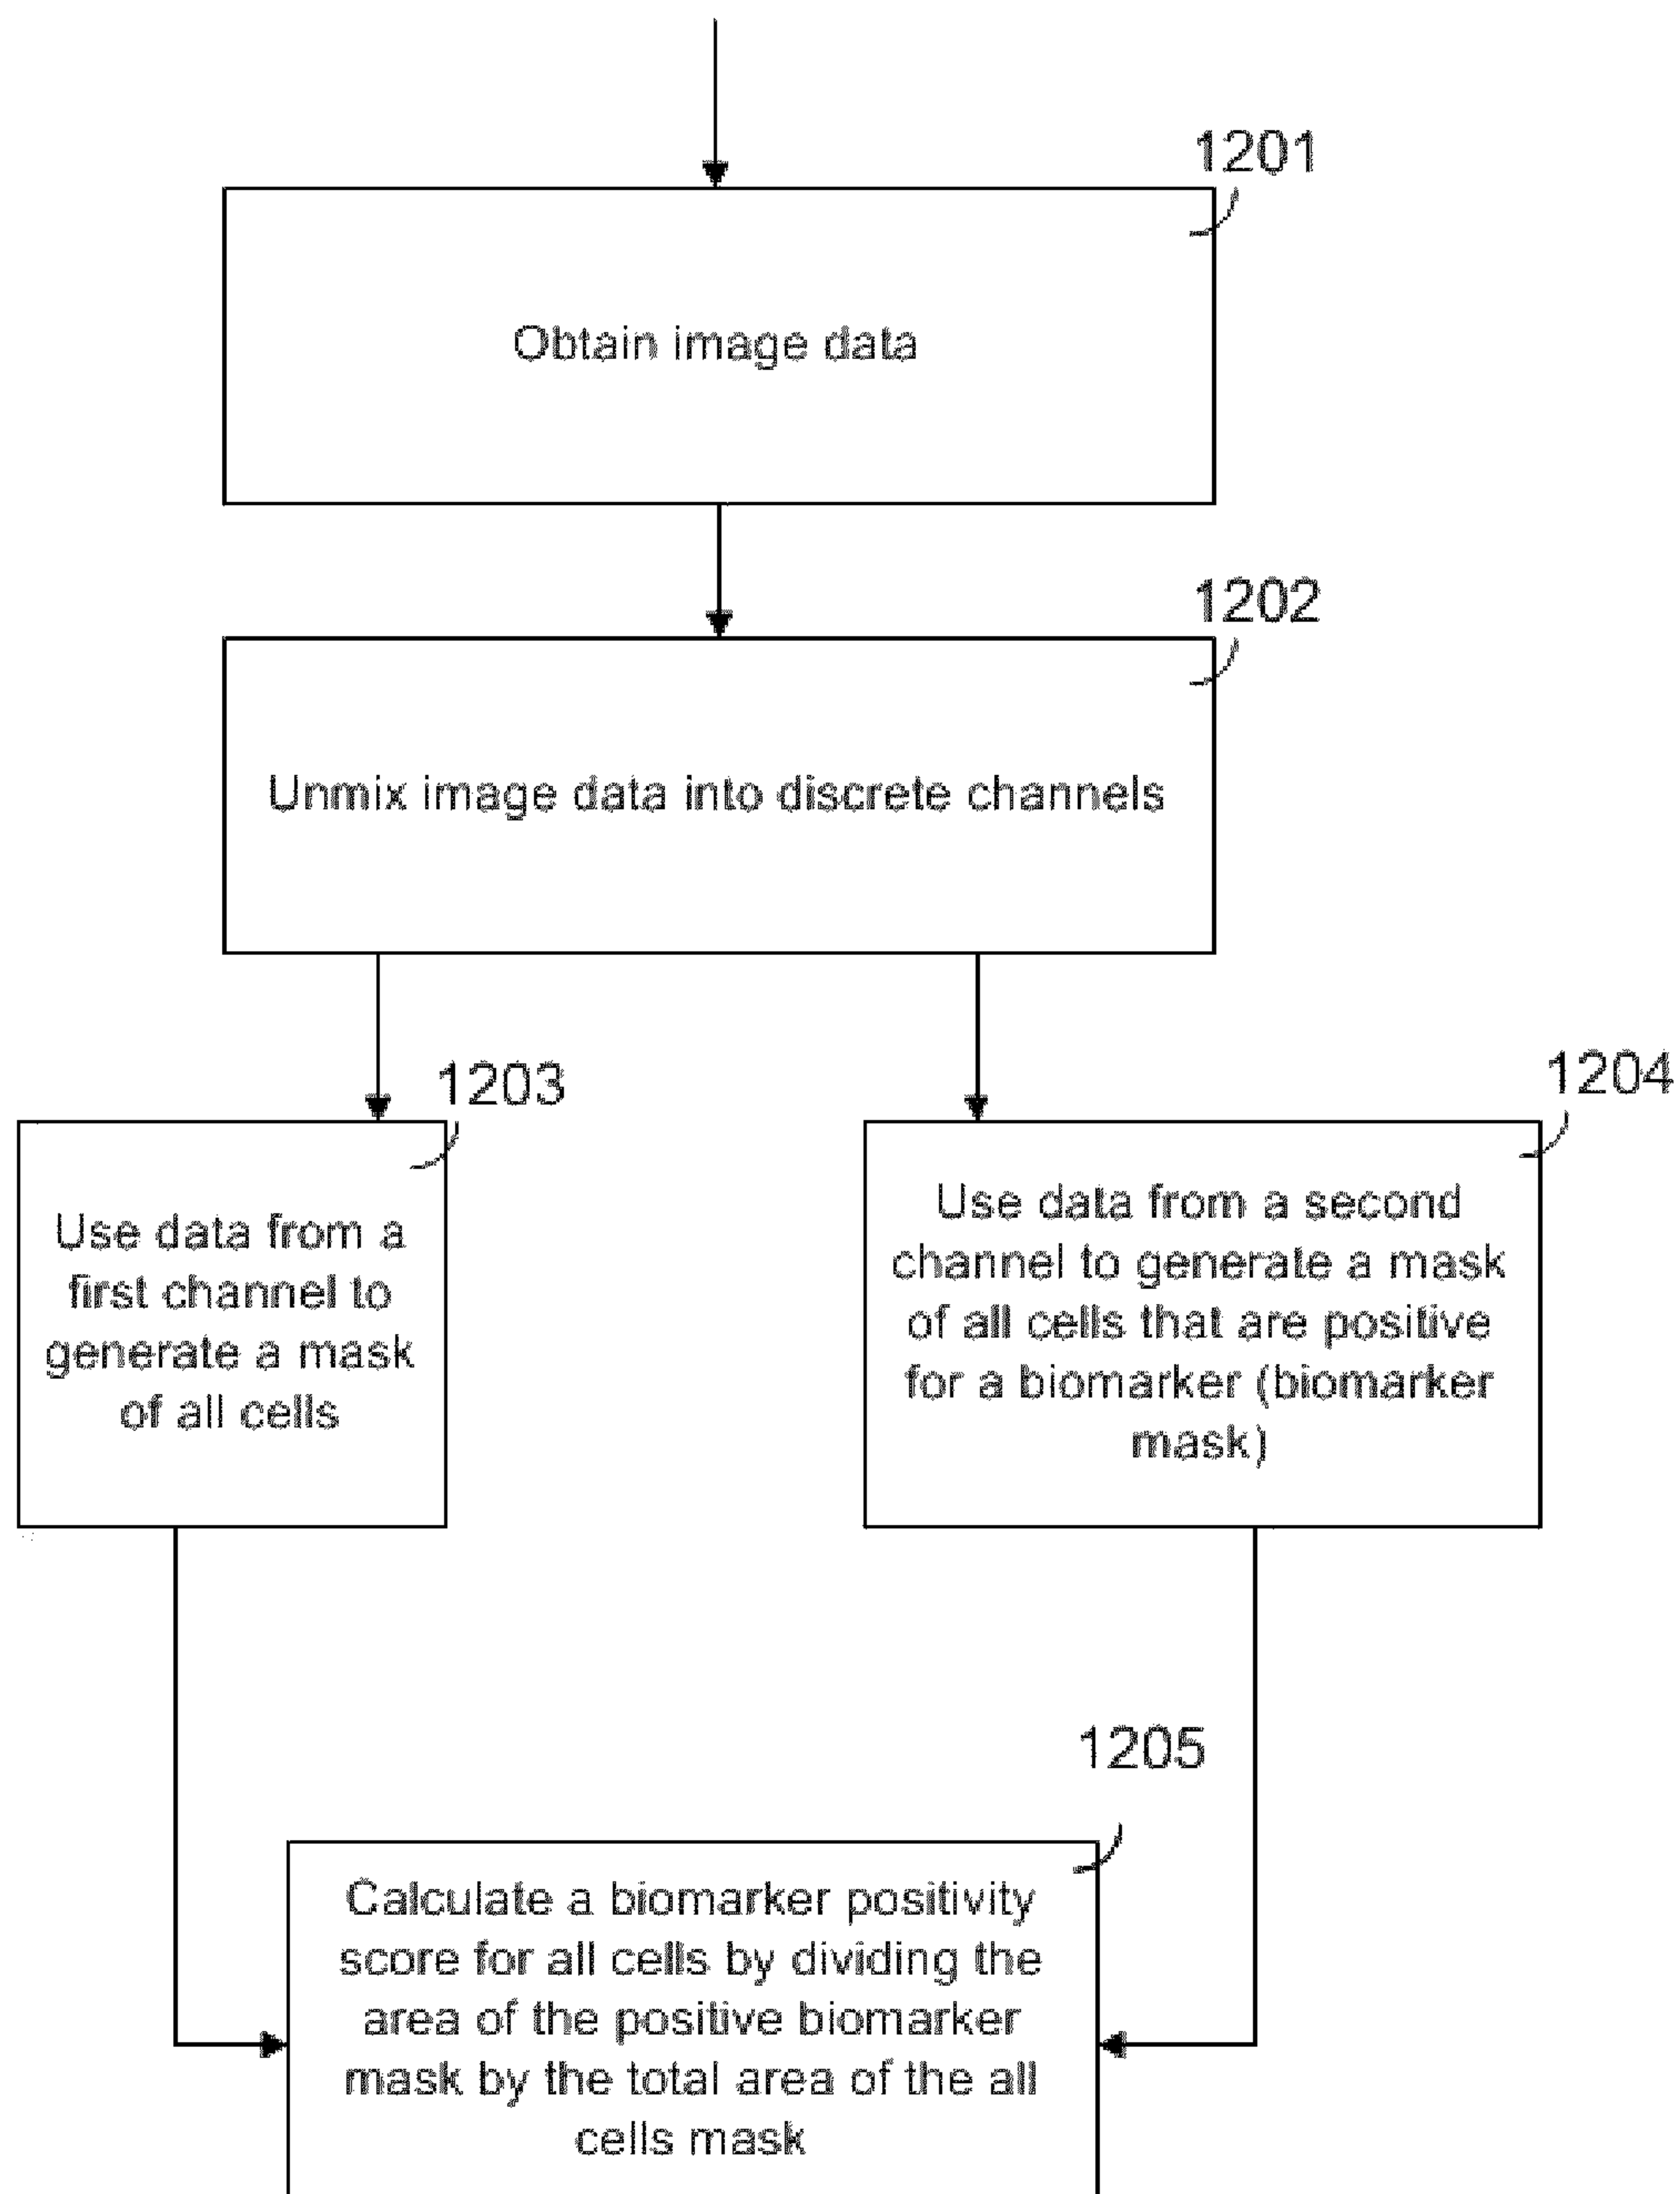 1201
Obtain image data
1202
Unmix image data into discrete channels
1203
Use data from a
first channel to
generate a mask
of all cells
1204
Use data from a second
channel to generate a mask
of all cells that are positive
for a biomarker (biomarker
mask)
1205
Calculate a biomarker positivity
score for all cells by dividing the
area of the positive biomarker
mask by the total area of the all
cells mask